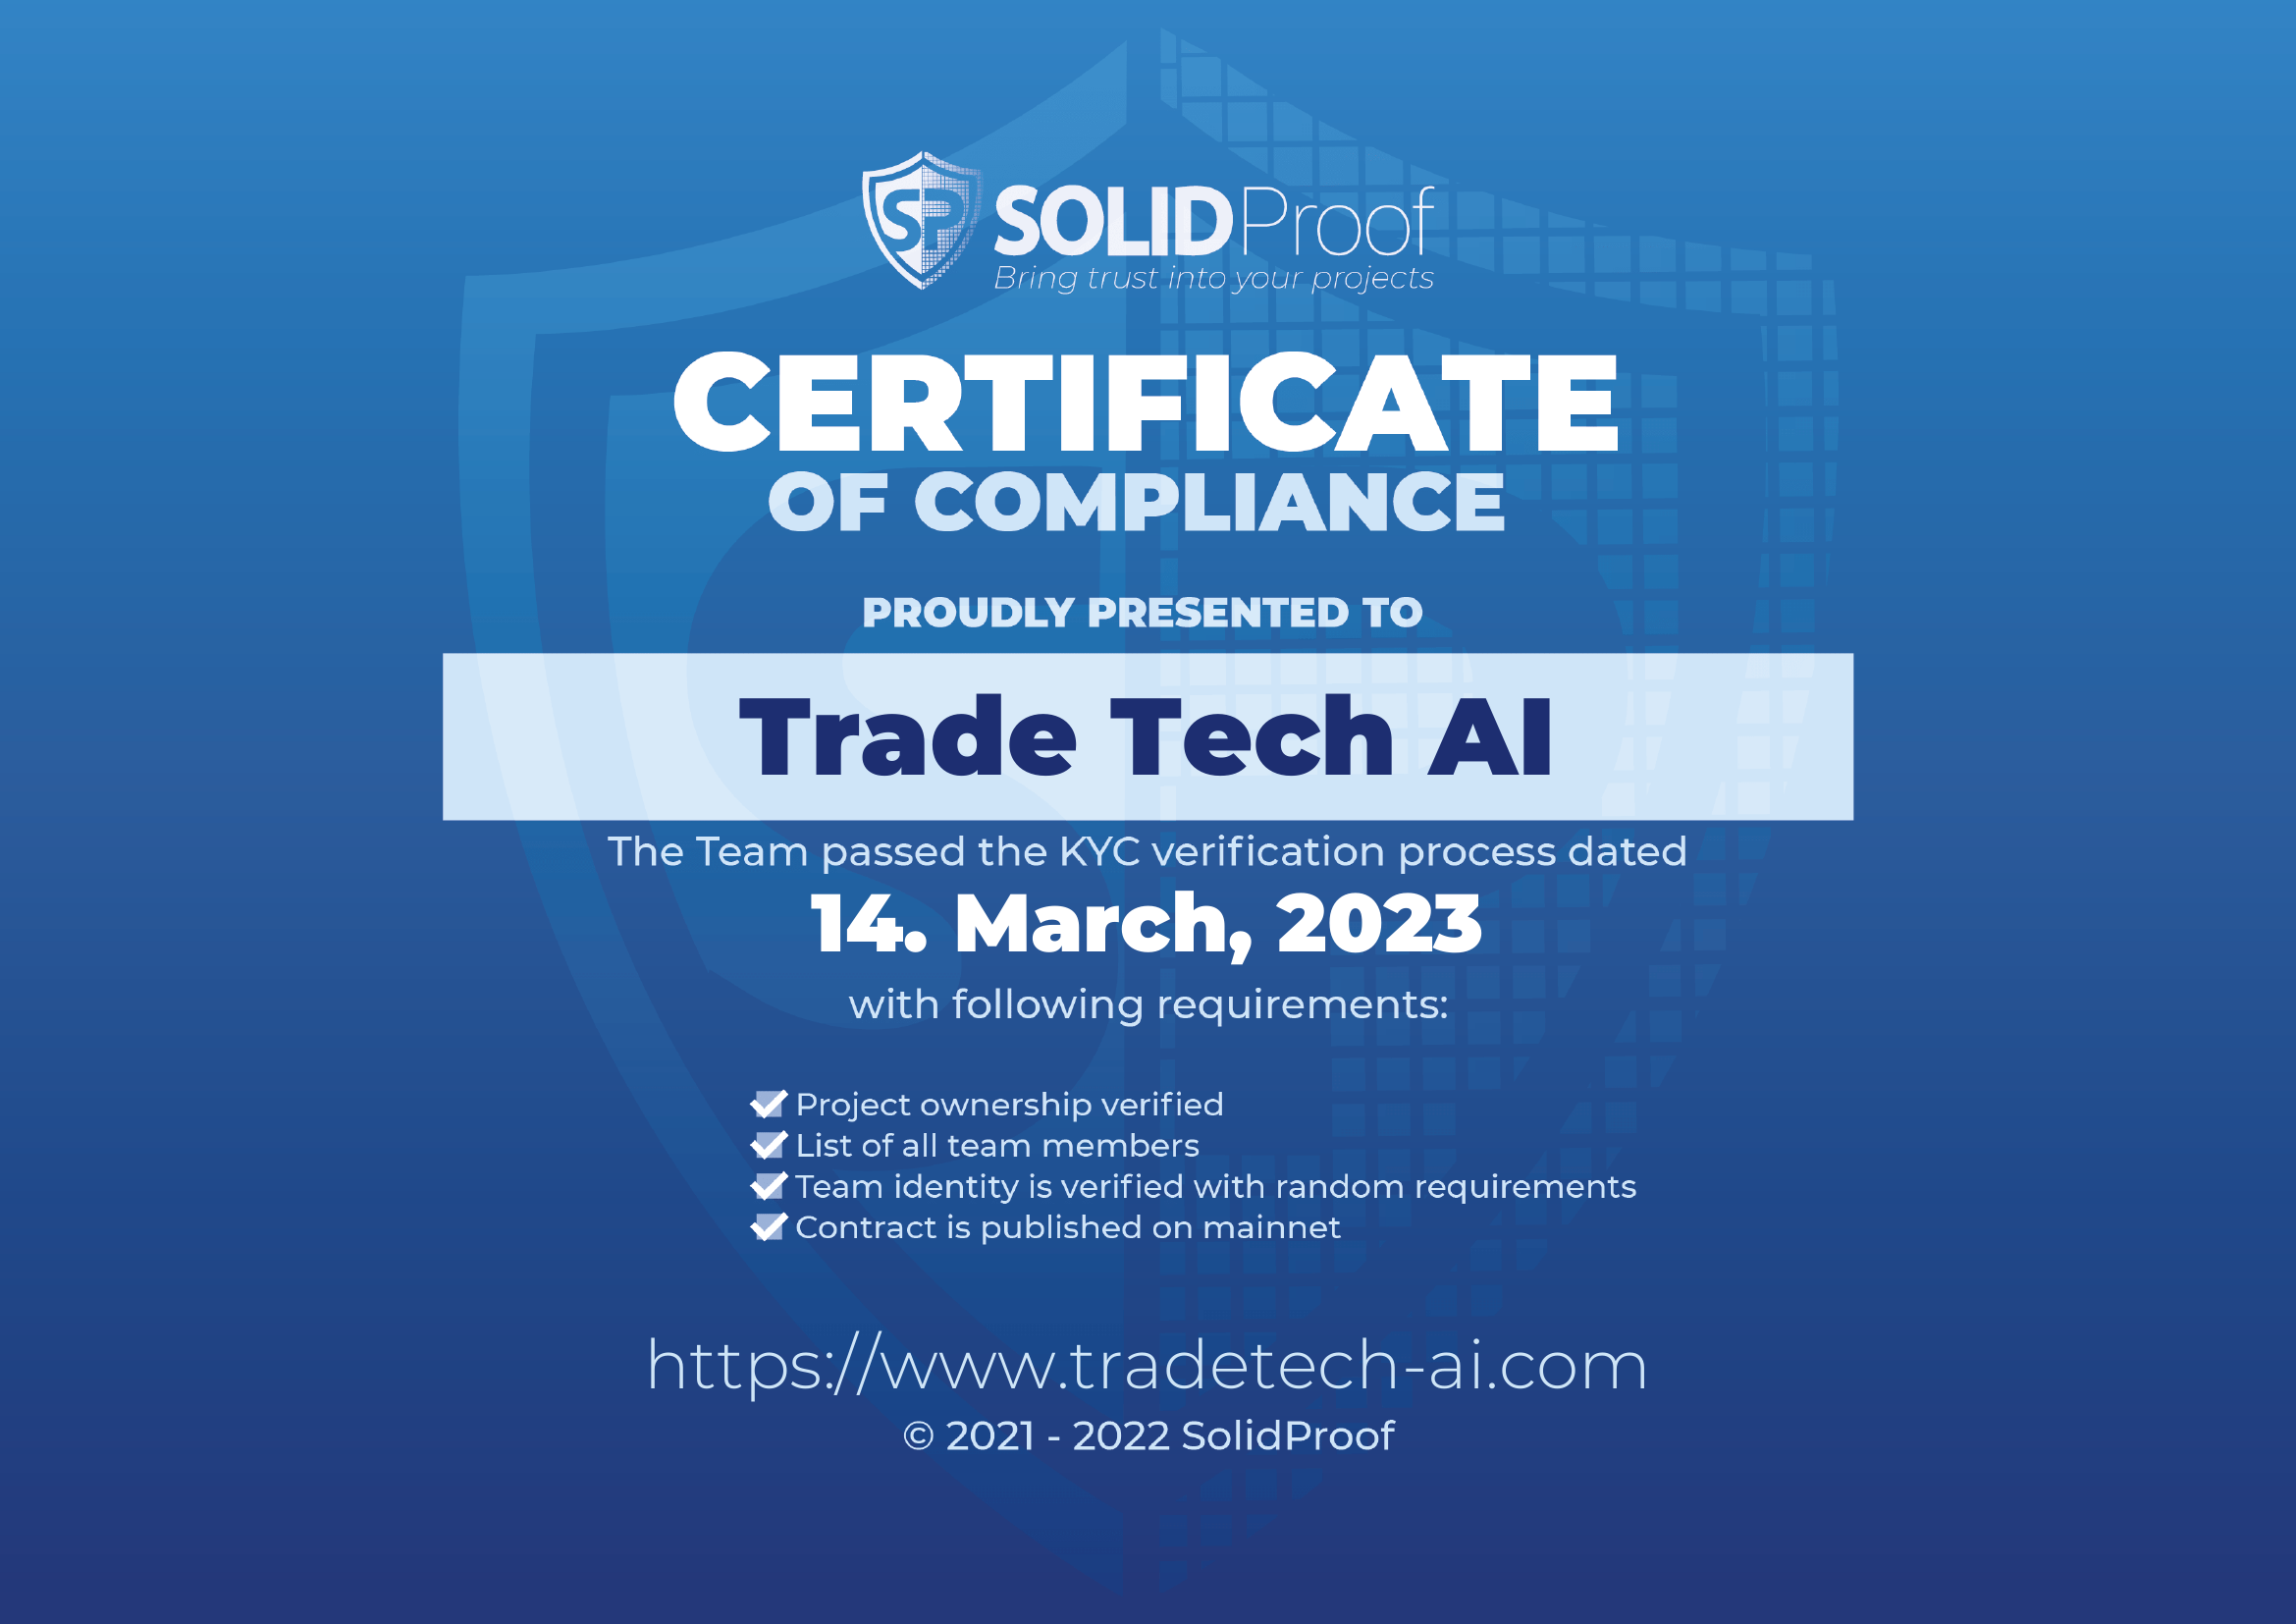 SP SOLIDProof
Bring trust into your projects
CERTIFICATE
OF COMPLIANCE
PROUDLY PRESENTED TO
Trade Tech AI
The Team passed the KYC verification process dated
14. March, 2023
with following requirements:
Project ownership verified
List of all team members
Team identity is verified with random requirements
Contract is published on mainnet
https://www.tradetech-ai.com
© 2021 - 2022 SolidProof